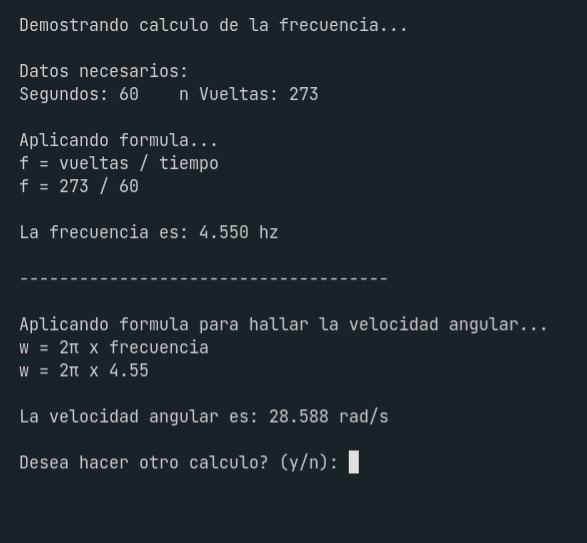 Demostrando calculo de la frecuencia...
Datos necesarios:
Segundos: 60    n Vueltas: 273
Aplicando formula...
f = vueltas / tiempo
f = 273 / 60
La frecuencia es: 4.550 hz
-------------------------------------
Aplicando formula para hallar la velocidad angular...
w = 2π x frecuencia
w = 2π x 4.55
La velocidad angular es: 28.588 rad/s
Desea hacer otro calculo? (y/n):